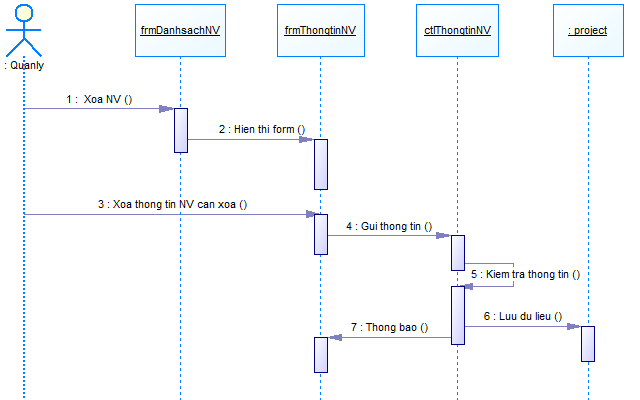 frmDanhsachNV
frmThongtinNV
ctlThongtinNV
: project
: Quanly
1 : Xoa NV ()
2 : Hien thi form ()
3 : Xoa thong tin NV can xoa ()
4 : Gui thong tin ()
5 : Kiem tra thong tin ()
6 : Luu du lieu ()
7 : Thong bao ()